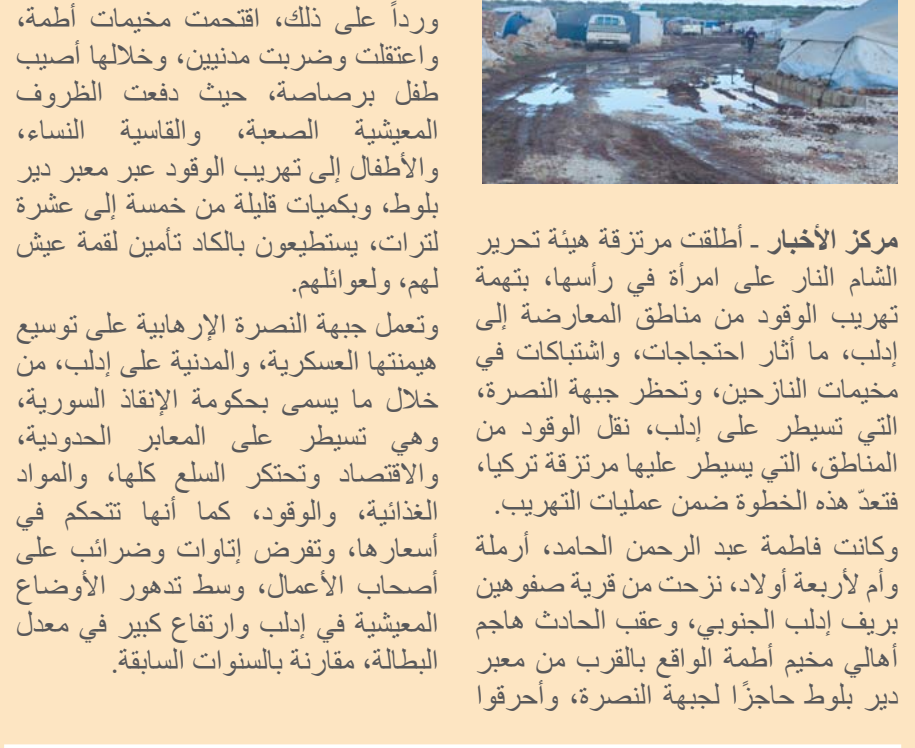 مركز الأخبار ـ أطلقت مرتزقة هيئة تحرير
الشام النار على امرأة في رأسها، بتهمة
تهريب الوقود من مناطق المعارضة إلى
إدلب، ما أثار احتجاجات، واشتباكات في
مخيمات النازحين، وتحظر جبهة النصرة،
التي تسيطر على إدلب، نقل الوقود من
المناطق، التي يسيطر عليها مرتزقة تركيا،
فتعدّ هذه الخطوة ضمن عمليات التهريب.
وكانت فاطمة عبد الرحمن الحامد، أرملة
وأم لأربعة أولاد، نزحت من قرية صفوهين
بريف إدلب الجنوبي، وعقب الحادث هاجم
أهالي مخيم أطمة الواقع بالقرب من معبر
دير بلوط حاجزًا لجبهة النصرة، وأحرقوا
ورداً على ذلك، اقتحمت مخيمات أطمة،
واعتقلت وضربت مدنيين، وخلالها أصيب
طفل برصاصة، حيث دفعت الظروف
المعيشية الصعبة، والقاسية النساء،
والأطفال إلى تهريب الوقود عبر معبر دير
بلوط، وبكميات قليلة من خمسة إلى عشرة
لترات، يستطيعون بالكاد تأمين لقمة عيش
لهم، ولعوائلهم.
وتعمل جبهة النصرة الإرهابية على توسيع
هيمنتها العسكرية، والمدنية على إدلب، من
خلال ما يسمى بحكومة الإنقاذ السورية،
وهي تسيطر على المعابر الحدودية،
والاقتصاد وتحتكر السلع كلها، والمواد
الغذائية، والوقود، كما أنها تتحكم في
أسعارها، وتفرض إتاوات وضرائب على
أصحاب الأعمال، وسط تدهور الأوضاع
المعيشية في إدلب وارتفاع كبير في معدل
البطالة، مقارنة بالسنوات السابقة.